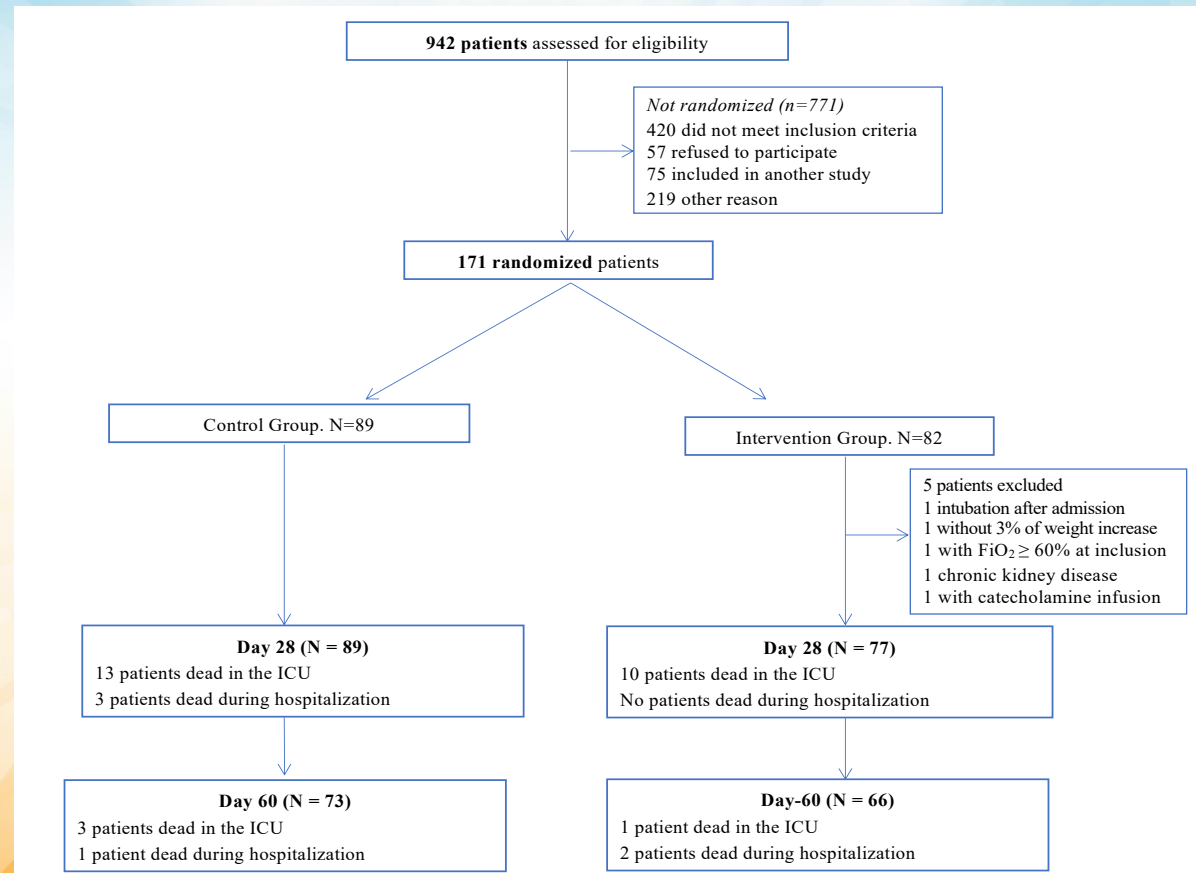 942 patients assessed for eligibility
Not randomized (n=771)
420 did not meet inclusion criteria
57 refused to participate
75 included in another study
219 other reason
171 randomized patients
Control Group. N=89
Intervention Group. N=82
5 patients excluded
1 intubation after admission
1 without 3% of weight increase
1 with FiO₂ ≥ 60% at inclusion
1 chronic kidney disease
1 with catecholamine infusion
Day 28 (N = 89)
13 patients dead in the ICU
3 patients dead during hospitalization
Day 28 (N = 77)
10 patients dead in the ICU
No patients dead during hospitalization
Day 60 (N = 73)
3 patients dead in the ICU
1 patient dead during hospitalization
Day-60 (N = 66)
1 patient dead in the ICU
2 patients dead during hospitalization